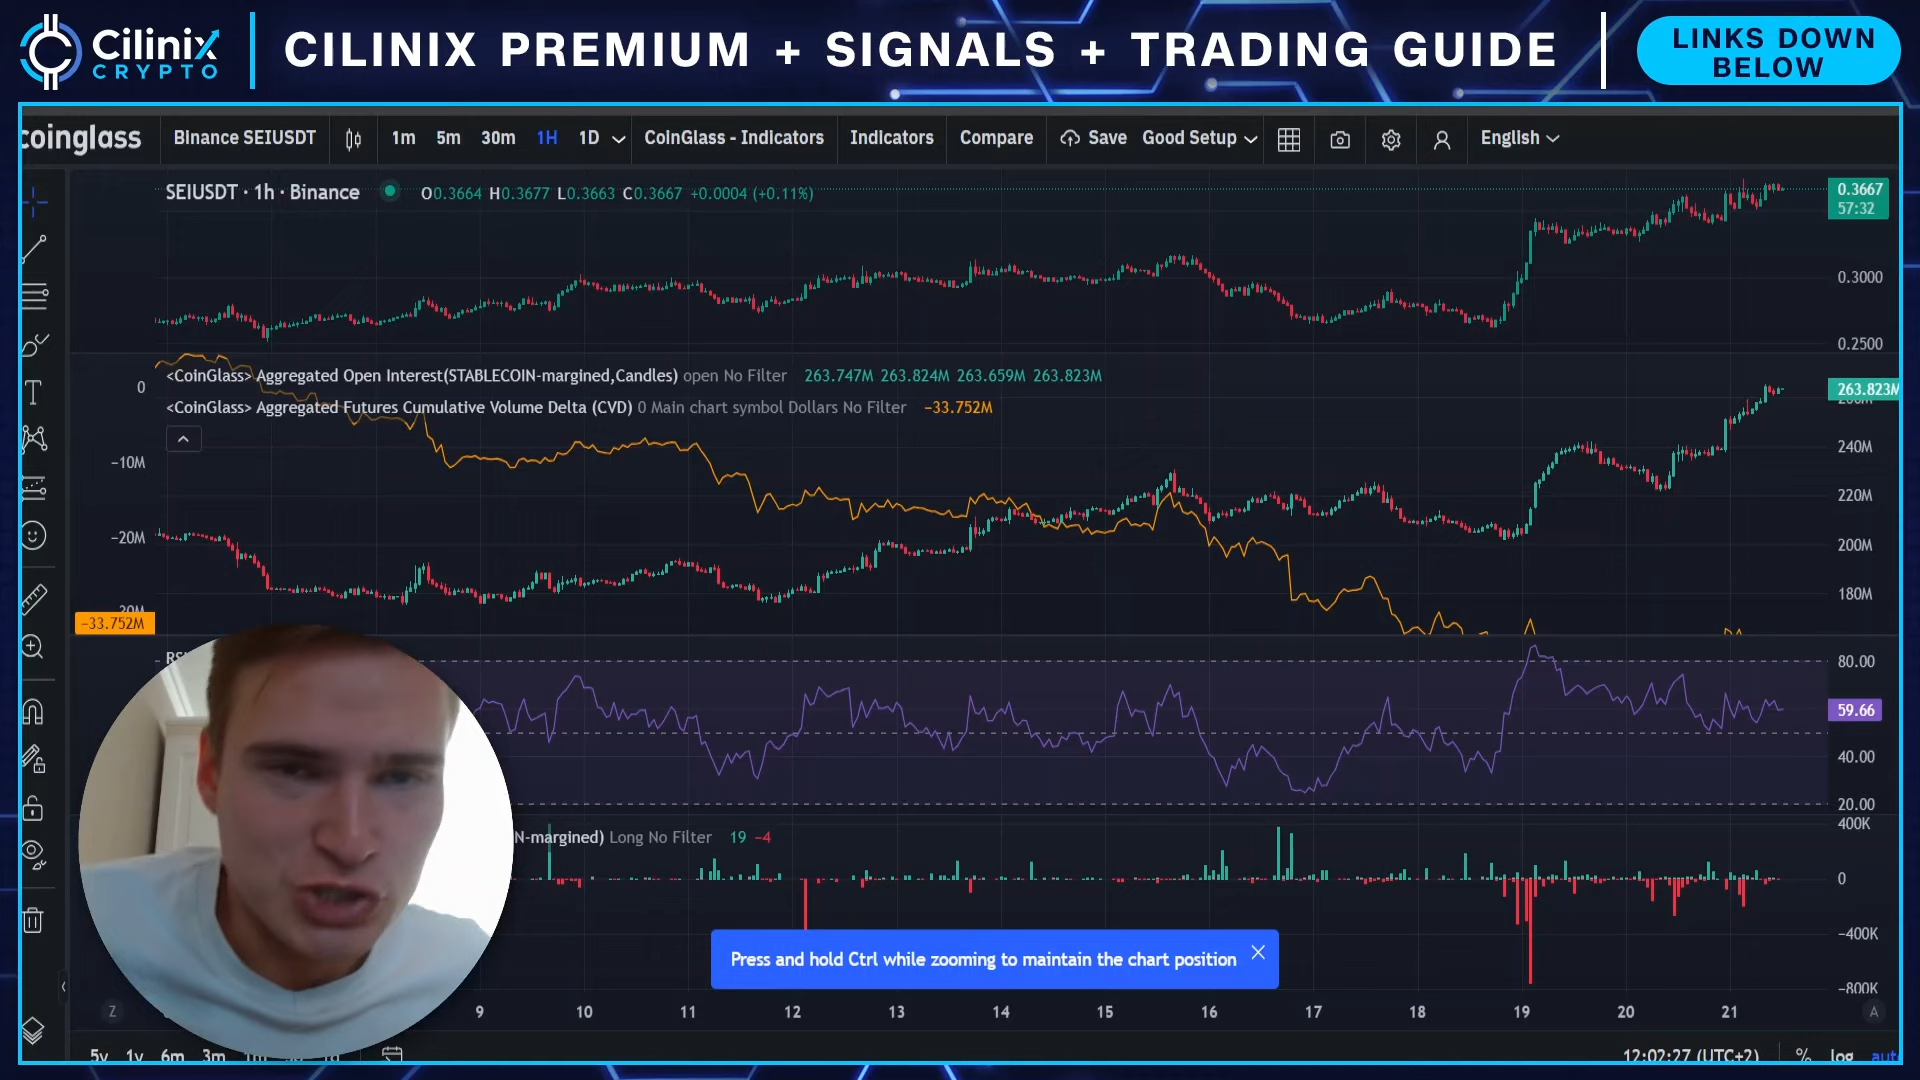 Cilinix
CRYPTO
CILINIX PREMIUM + SIGNALS + TRADING GUIDE
LINKS DOWN
BELOW
coinglass
Binance SEIUSDT
1m 5m 30m 1H 1D
CoinGlass - Indicators
Indicators
Compare
Save
Good Setup
English
SEIUSDT · 1h · Binance
O0.3664 H0.3677 L0.3663 C0.3667 +0.0004 (+0.11%)
0.3667
57:32
0.3000
0.2500
<CoinGlass> Aggregated Open Interest(STABLECOIN-margined,Candles) open No Filter 263.747M 263.824M 263.659M 263.823M
<CoinGlass> Aggregated Futures Cumulative Volume Delta (CVD) 0 Main chart symbol Dollars No Filter −33.752M
0
−10M
−20M
−33.752M
263.823M
240M
220M
200M
180M
80.00
59.66
40.00
20.00
N-margined) Long No Filter 19 −4
400K
0
−400K
−800K
Press and hold Ctrl while zooming to maintain the chart position
Z
9 10 11 12 13 14 15 16 17 18 19 20 21
A
5y 1y 6m 3m
12:02:27 (UTC+2)
% log auto